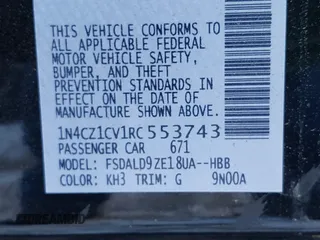 THIS VEHICLE CONFORMS TO
ALL APPLICABLE FEDERAL
MOTOR VEHICLE SAFETY,
BUMPER, AND THEFT
PREVENTION STANDARDS IN
EFFECT ON THE DATE OF
MANUFACTURE SHOWN ABOVE.
1N4CZ1CV1RC553743
PASSENGER CAR 671
MODEL: FSDALD9ZE18UA--HBB
COLOR: KH3 TRIM: G 9N00A